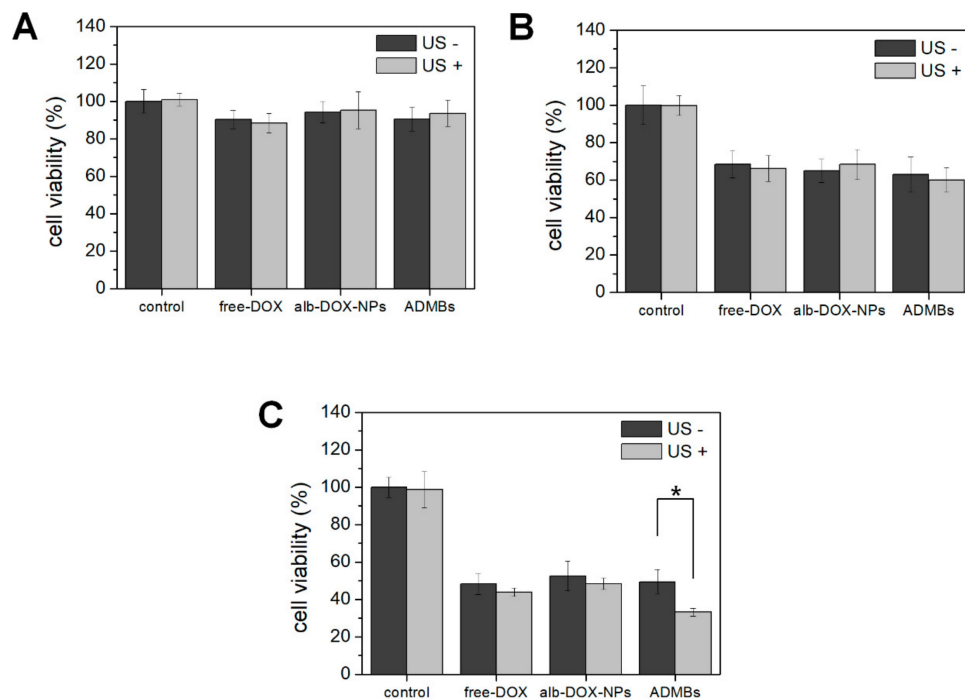 A
cell viability (%)
140
120
100
80
60
40
20
0
US -
US +
control free-DOX alb-DOX-NPs ADMBs
B
cell viability (%)
140
120
100
80
60
40
20
0
US -
US +
control free-DOX alb-DOX-NPs ADMBs
C
cell viability (%)
140
120
100
80
60
40
20
0
US -
US +
*
control free-DOX alb-DOX-NPs ADMBs